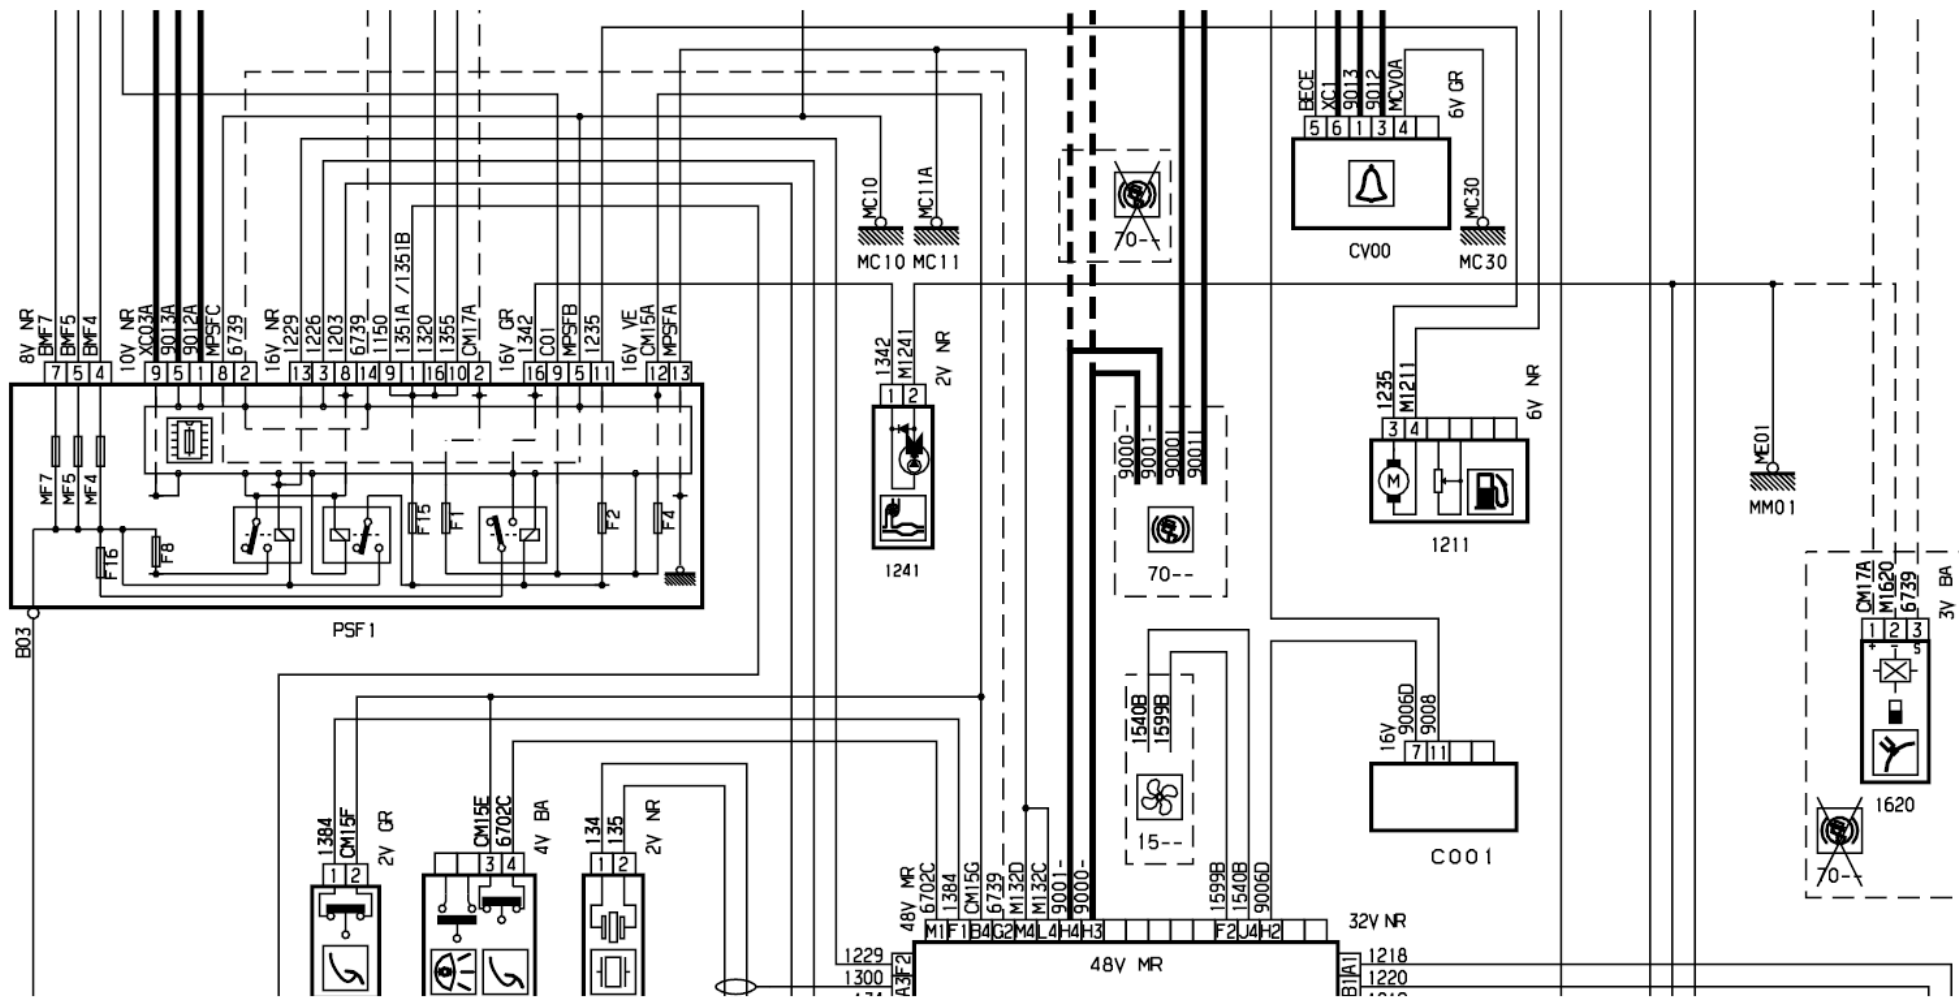 BECE
XC1
9013
9012
MCV0A
6V GR
5 6 1 3 4
MC10
MC11A
MC30
70--
CV00
MC10 MC11
MC30
8V NR
BMF7
BMF5
BMF4
10V NR
XC03A
9013A
9012A
MPSFC
6739
16V NR
1229
1226
1203
6739
1150
1351A /1351B
1320
1355
CM17A
16V GR
1342
C01
MPSFB
1235
16V VE
CM15A
MPSFA
7 5 4
9 5 1 8 2
13 3 8 14 9 1 16 10 2
16 9 5 11
12 13
1342
M1241
2V NR
1 2
1235
M1211
6V NR
3 4
M
9000-
9001-
9000I
9001I
ME01
MF7
MF5
MF4
F15
F1
F2
F4
F16
F8
MM01
1241
70--
1211
CM17A
M1620
6739
3V BA
1 2 3
+ - S
B03
PSF1
1540B
1599B
16V
9006D
9008
7 11
1620
15--
C001
70--
1384
CM15F
2V GR
1 2
CM15E
6702C
4V BA
3 4
134
135
2V NR
1 2
48V MR
6702C
1384
CM15G
6739
M132D
M132C
9001-
9000-
1599B
1540B
9006D
32V NR
M1 F1 B4 G2 M4 L4 H4 H3
F2 J4 H2
48V MR
1229
F2
1300
A3
A1
1218
B1
1220